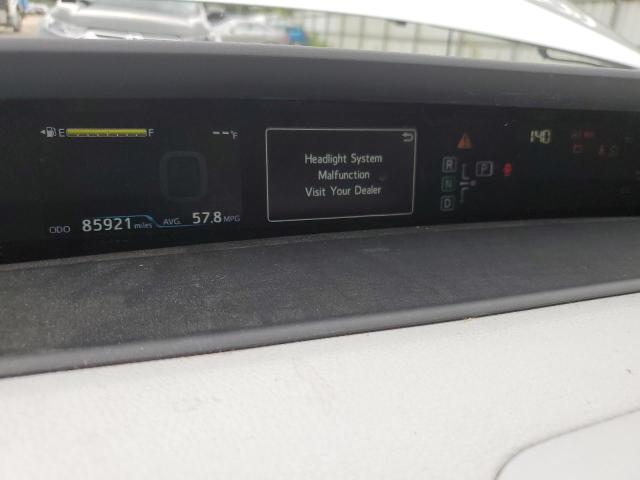 E F
--°F
ODO 85921 miles AVG. 57.8 MPG
Headlight System
Malfunction
Visit Your Dealer
140
R
N
D
P